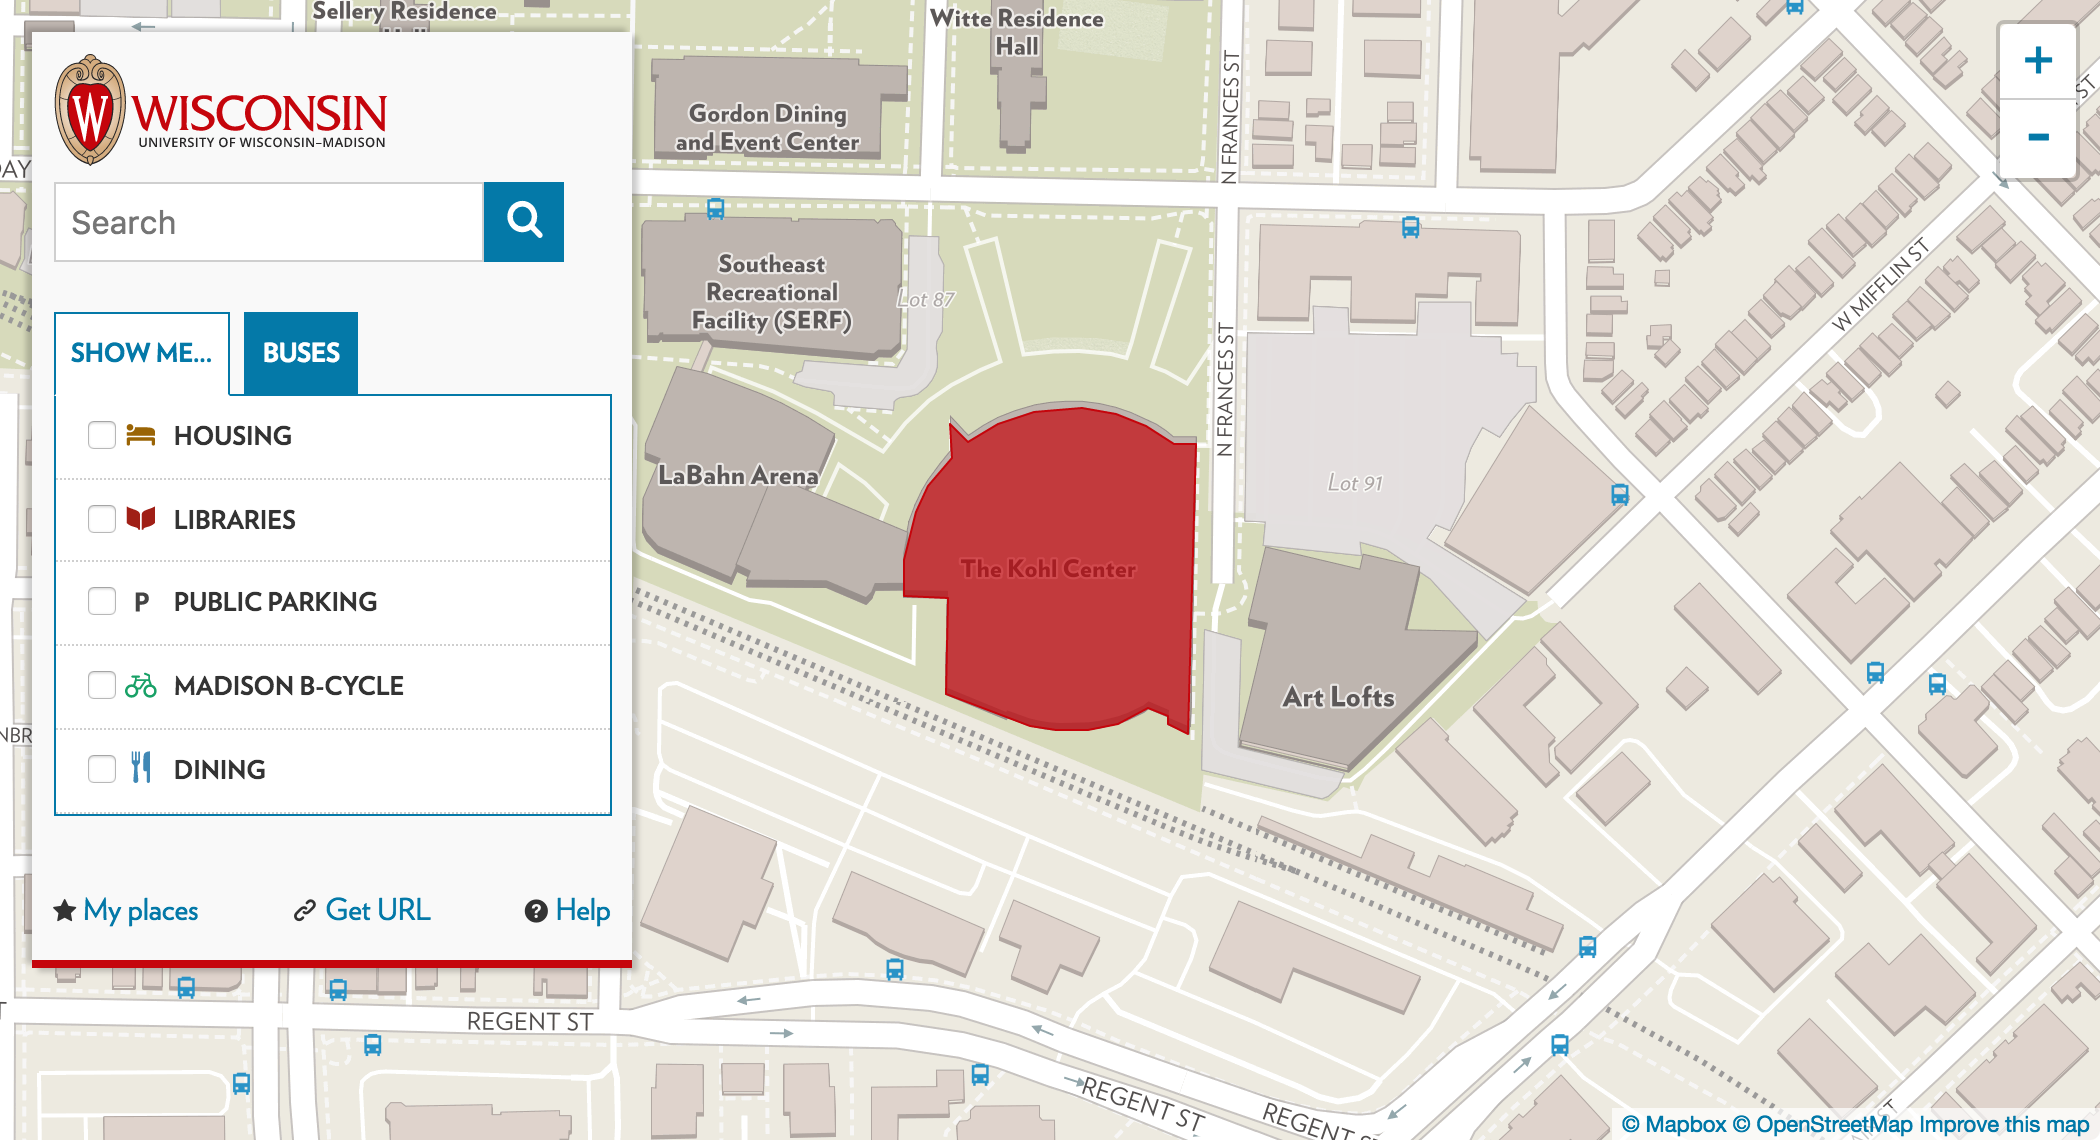 Sellery Residence
Witte Residence
Hall
W
WISCONSIN
UNIVERSITY OF WISCONSIN–MADISON
Search
SHOW ME...
BUSES
HOUSING
LIBRARIES
P PUBLIC PARKING
MADISON B-CYCLE
DINING
My places
Get URL
? Help
Gordon Dining
and Event Center
N FRANCES ST
+
-
ST
Southeast
Recreational
Facility (SERF)
Lot 87
W MIFFLIN ST
N FRANCES ST
LaBahn Arena
Lot 91
The Kohl Center
Art Lofts
REGENT ST
REGENT ST
REGENT ST
© Mapbox © OpenStreetMap Improve this map